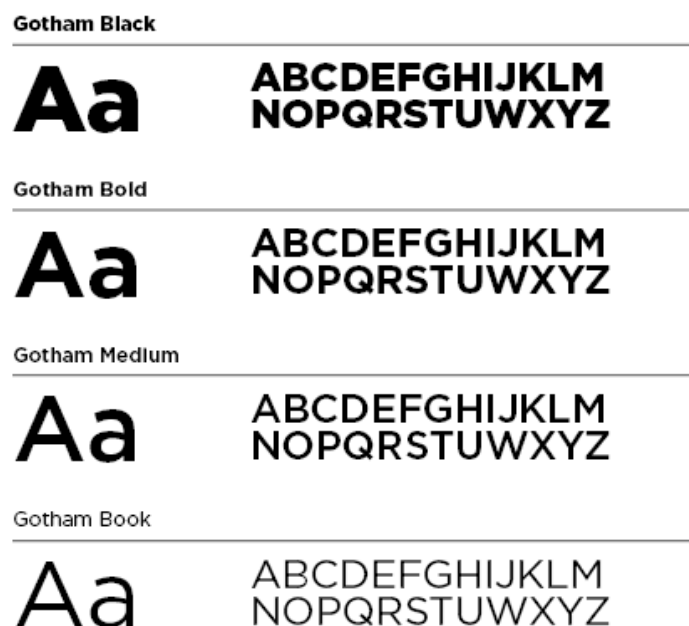 Gotham Black
Aa
ABCDEFGHIJKLM
NOPQRSTUWXYZ
Gotham Bold
Aa
ABCDEFGHIJKLM
NOPQRSTUWXYZ
Gotham Medium
Aa
ABCDEFGHIJKLM
NOPQRSTUWXYZ
Gotham Book
Aa
ABCDEFGHIJKLM
NOPQRSTUWXYZ